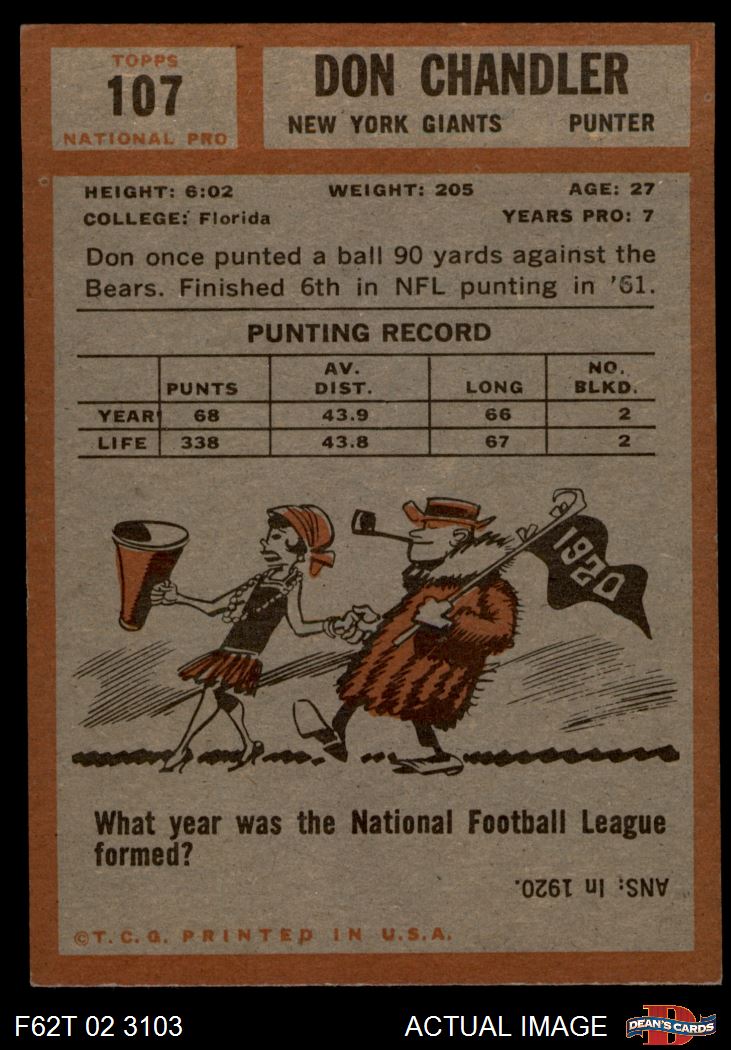 TOPPS
107
NATIONAL PRO
DON CHANDLER
NEW YORK GIANTS PUNTER
HEIGHT: 6:02 WEIGHT: 205 AGE: 27
COLLEGE: Florida YEARS PRO: 7
Don once punted a ball 90 yards against the
Bears. Finished 6th in NFL punting in '61.
PUNTING RECORD
PUNTS AV. DIST. LONG NO. BLKD.
YEAR 68 43.9 66 2
LIFE 338 43.8 67 2
1920
What year was the National Football League
formed?
ANS: In 1920.
©T.C.G. PRINTED IN U.S.A.
F62T 02 3103 ACTUAL IMAGE DEAN'S CARDS